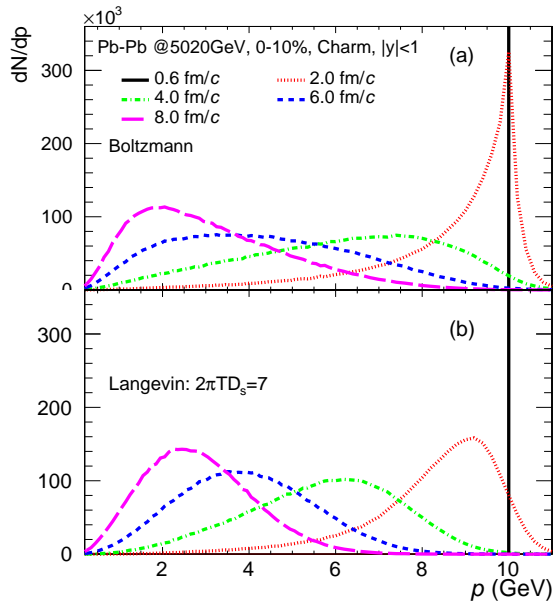 ×10³
dN/dp
Pb-Pb @5020GeV, 0-10%, Charm, |y|<1
(a)
0.6 fm/c
2.0 fm/c
4.0 fm/c
6.0 fm/c
8.0 fm/c
Boltzmann
300
200
100
0
(b)
Langevin: 2πTDₛ=7
300
200
100
0
2
4
6
8
10
p (GeV)